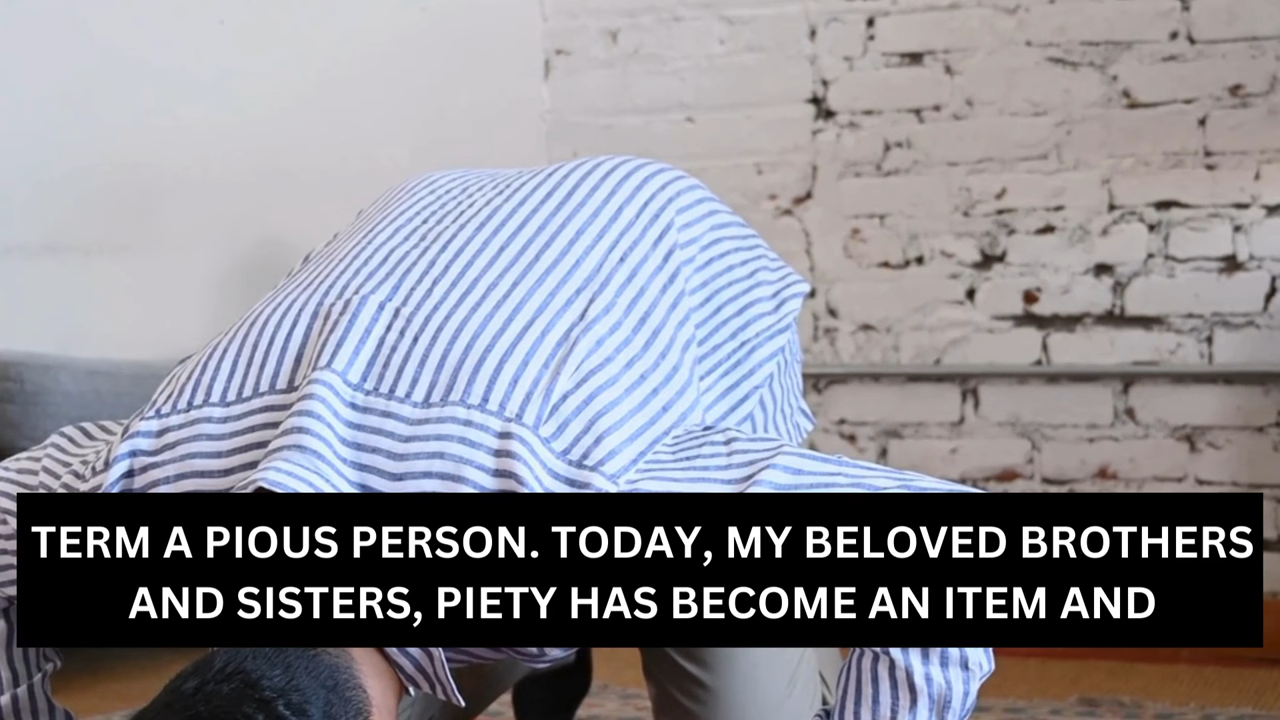 TERM A PIOUS PERSON. TODAY, MY BELOVED BROTHERS
AND SISTERS, PIETY HAS BECOME AN ITEM AND